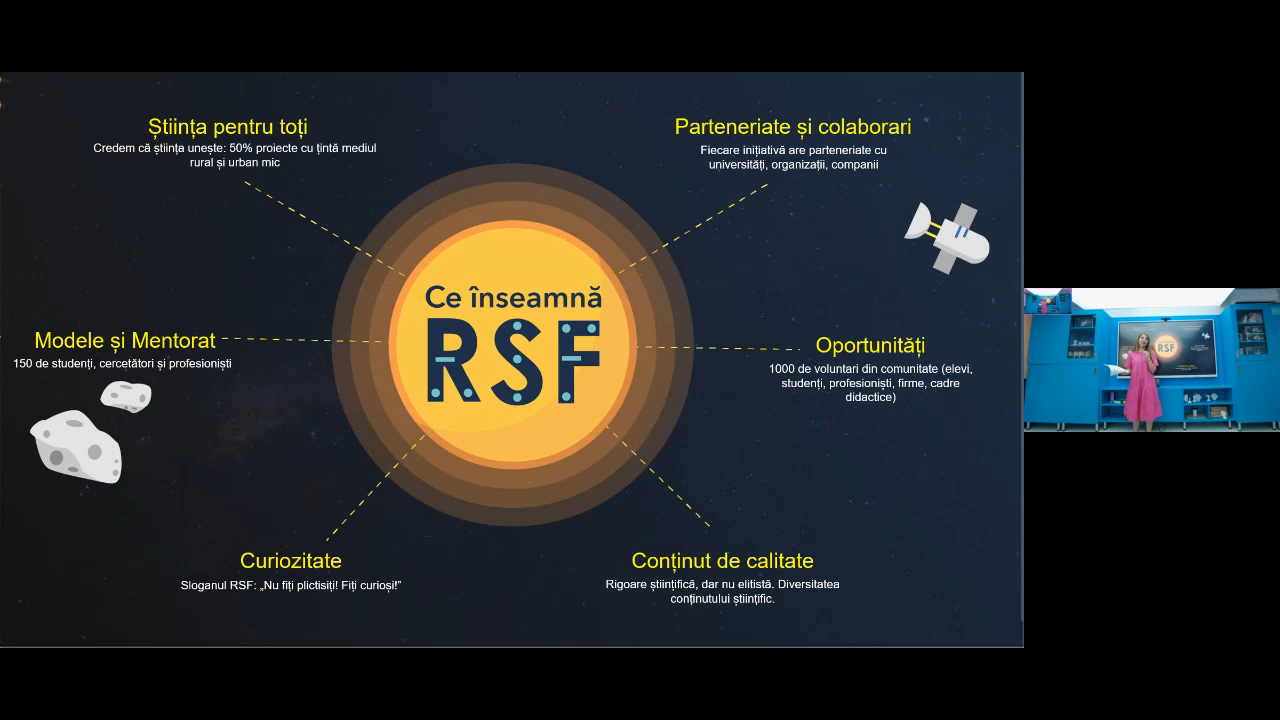 Știința pentru toți
Credem că știința unește: 50% proiecte cu țintă mediul
rural și urban mic
Parteneriate și colaborari
Fiecare inițiativă are parteneriate cu
universități, organizații, companii
Ce înseamnă
RSF
Modele și Mentorat
150 de studenți, cercetători și profesioniști
Oportunități
1000 de voluntari din comunitate (elevi,
studenți, profesioniști, firme, cadre
didactice)
Curiozitate
Sloganul RSF: „Nu fiți plictisiți! Fiți curioși!”
Conținut de calitate
Rigoare științifică, dar nu elitistă. Diversitatea
conținutului științific.
RSF